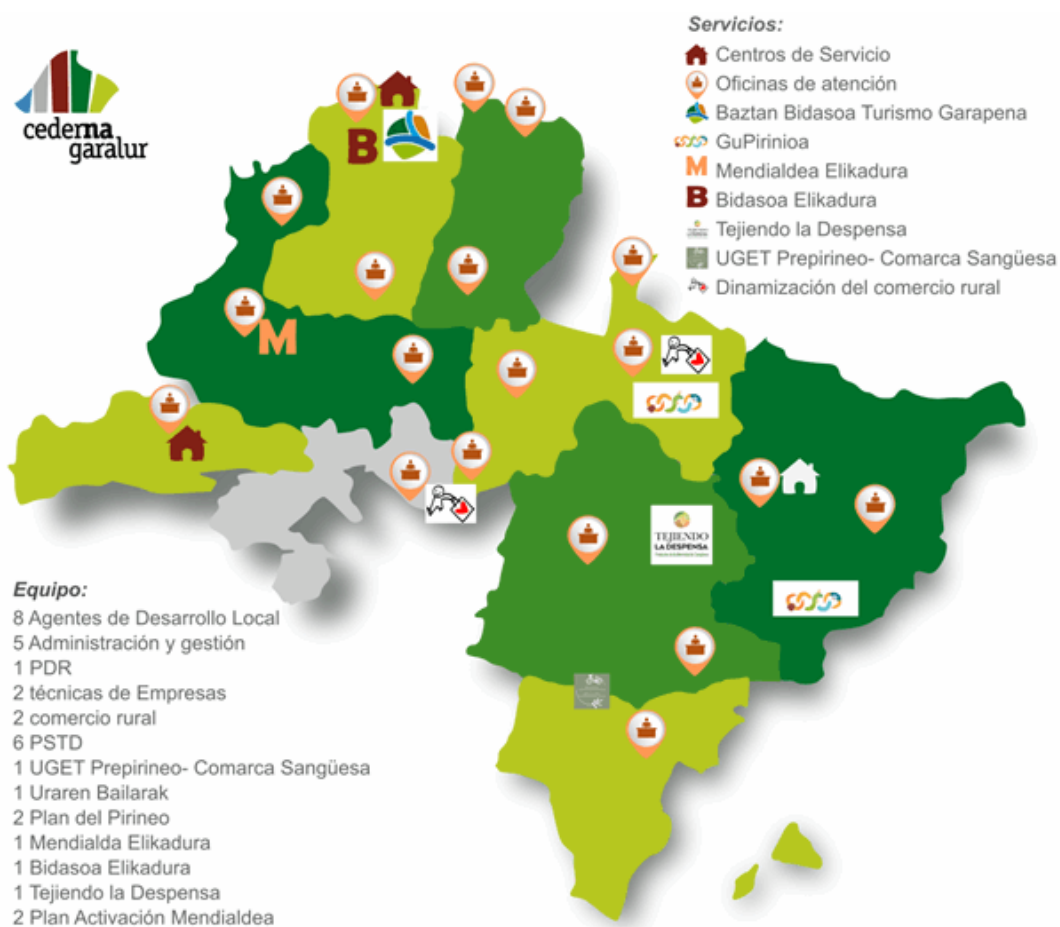 cederna
garalur
Servicios:
Centros de Servicio
Oficinas de atención
Baztan Bidasoa Turismo Garapena
GuPirinioa
M Mendialdea Elikadura
B Bidasoa Elikadura
Tejiendo la Despensa
UGET Prepirineo- Comarca Sangüesa
Dinamización del comercio rural
B
M
TEJIENDO
LA DESPENSA
Equipo:
8 Agentes de Desarrollo Local
5 Administración y gestión
1 PDR
2 técnicas de Empresas
2 comercio rural
6 PSTD
1 UGET Prepirineo- Comarca Sangüesa
1 Uraren Bailarak
2 Plan del Pirineo
1 Mendialda Elikadura
1 Bidasoa Elikadura
1 Tejiendo la Despensa
2 Plan Activación Mendialdea